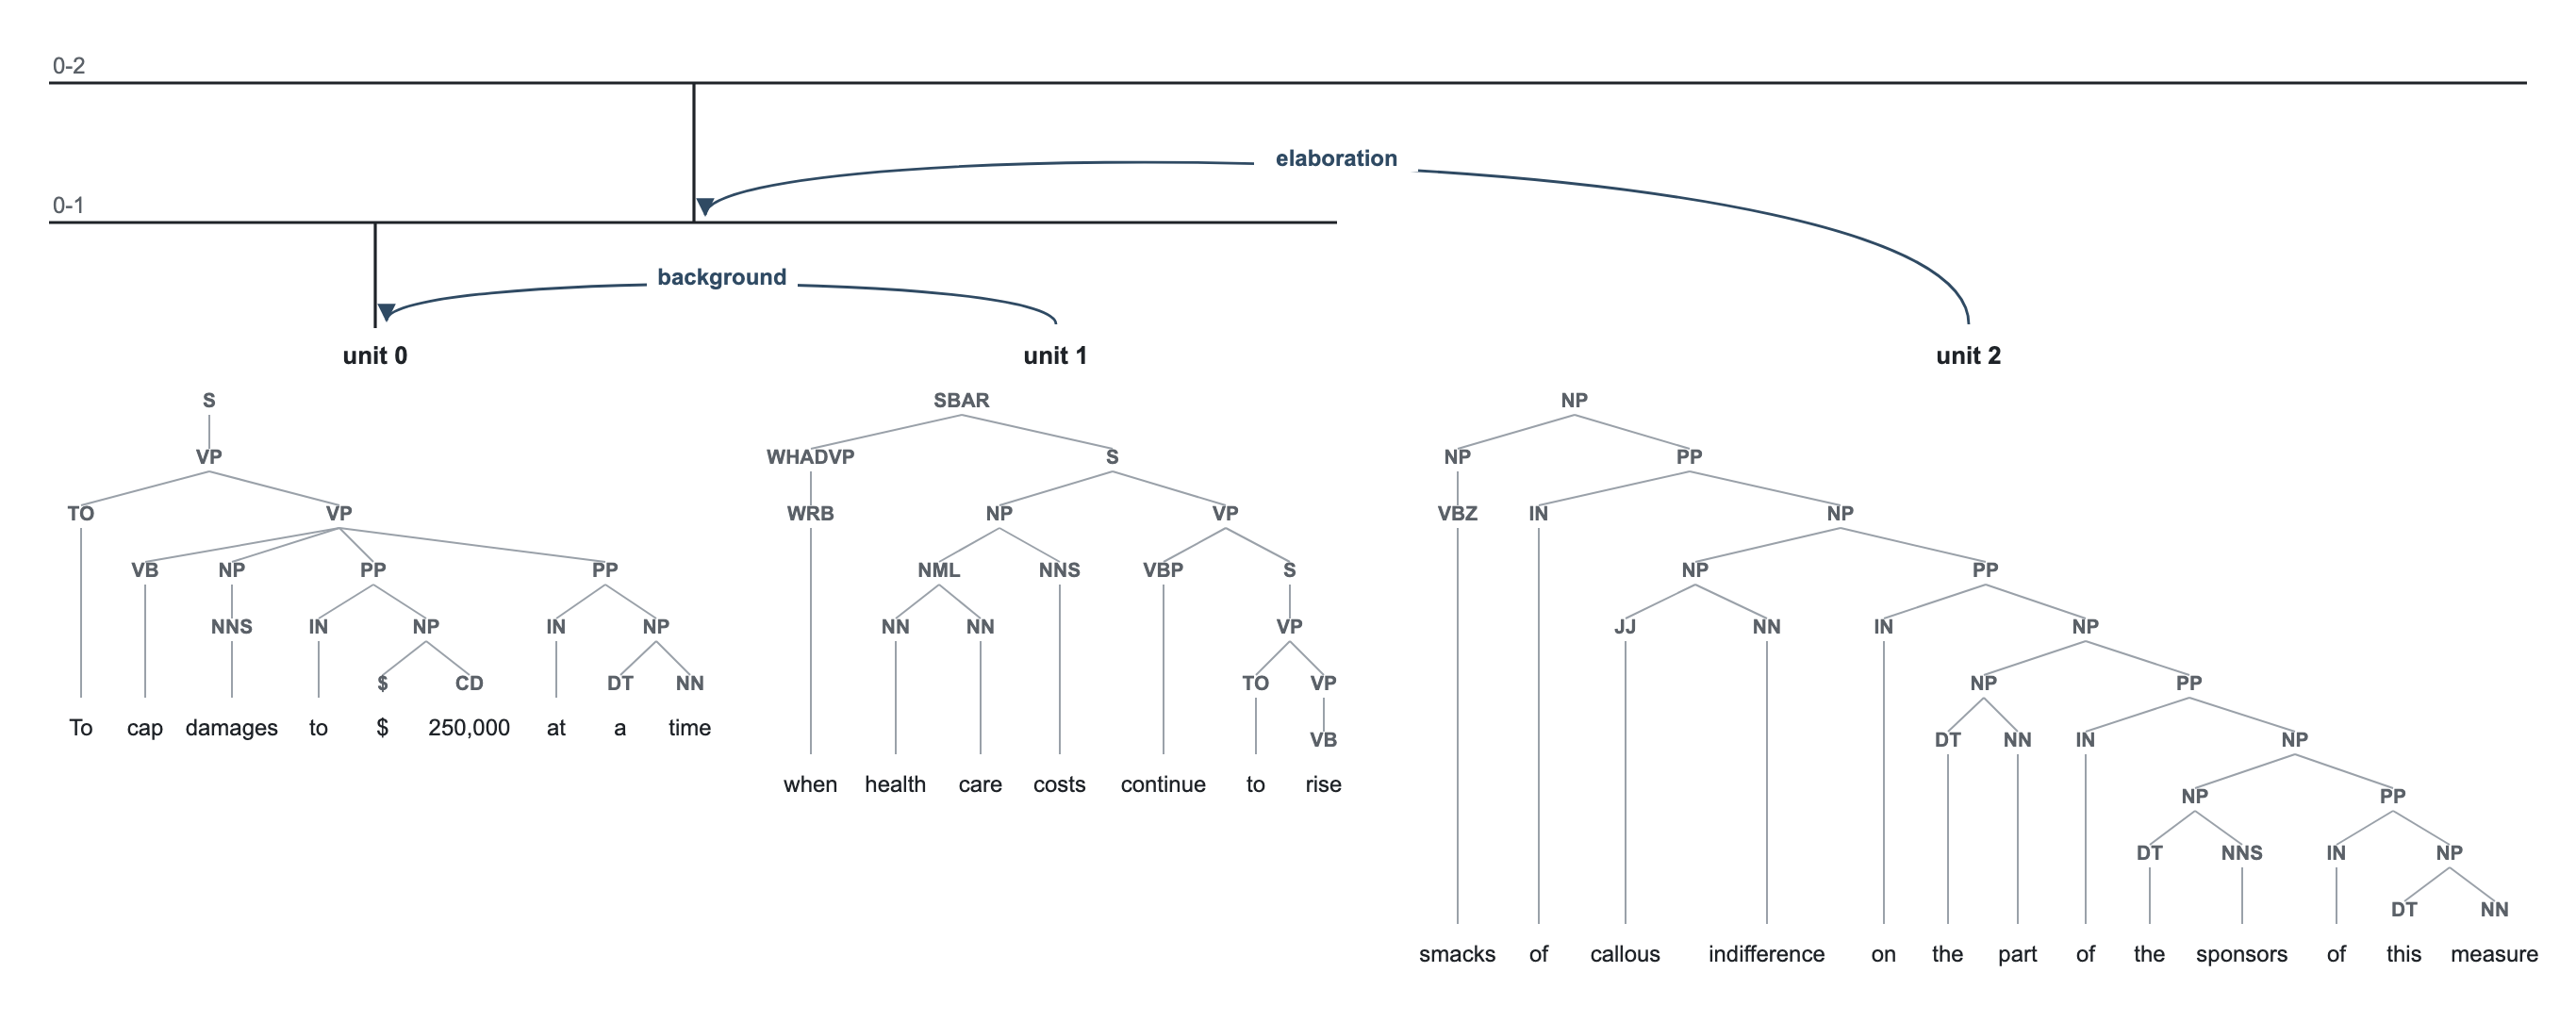 0-2
elaboration
0-1
background
unit 0 unit 1 unit 2
S SBAR NP
VP WHADVP S NP PP
TO VP WRB NP VP VBZ IN NP
VB NP PP PP NML NNS VBP S NP PP
NNS IN NP IN NP NN NN VP JJ NN IN NP
$ CD DT NN TO VP NP PP
To cap damages to $ 250,000 at a time
VB DT NN IN NP
when health care costs continue to rise
NP PP
DT NNS IN NP
DT NN
smacks of callous indifference on the part of the sponsors of this measure